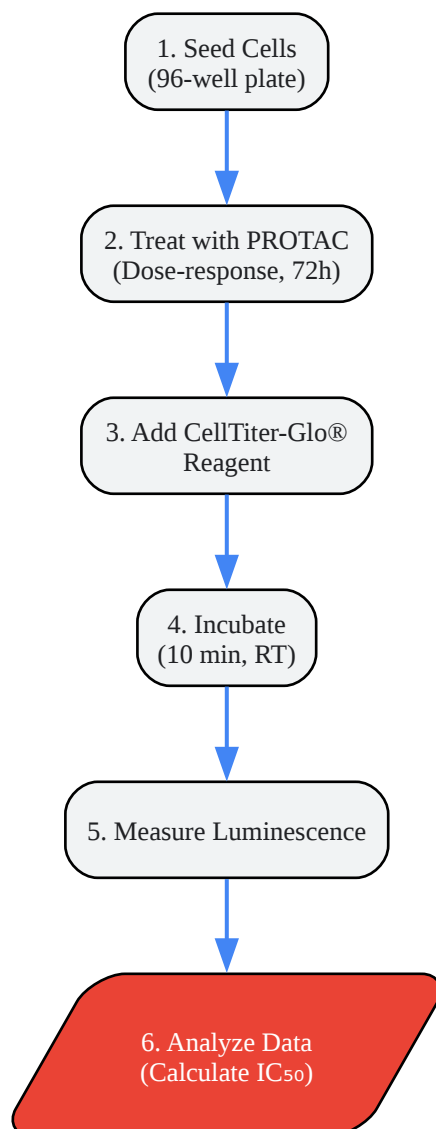 1. Seed Cells
(96-well plate)
2. Treat with PROTAC
(Dose-response, 72h)
3. Add CellTiter-Glo®
Reagent
4. Incubate
(10 min, RT)
5. Measure Luminescence
6. Analyze Data
(Calculate IC₅₀)